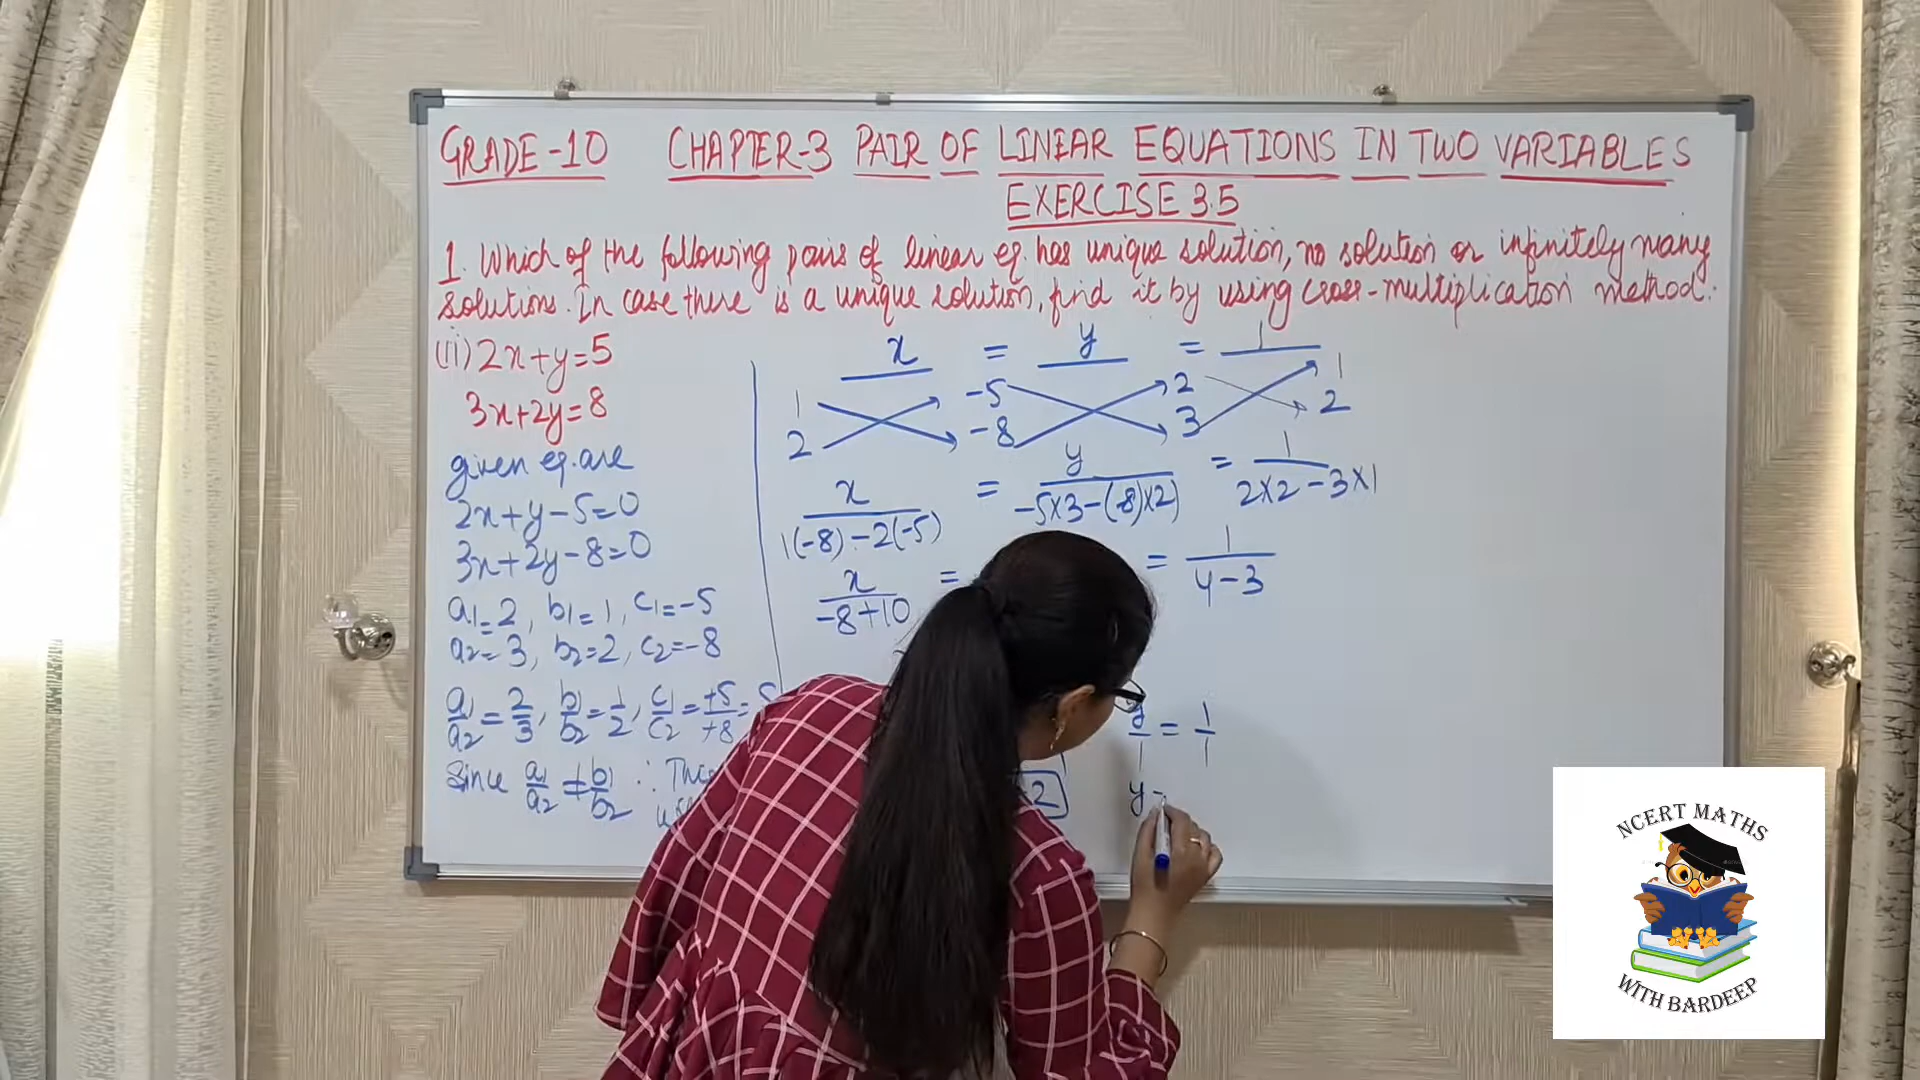 GRADE-10 CHAPTER-3 PAIR OF LINEAR EQUATIONS IN TWO VARIABLES
EXERCISE 3.5
1. Which of the following pairs of linear eq. has unique solution, no solution or infinitely many
solutions. In case there is a unique solution, find it by using cross-multiplication method.
(ii) 2x+y=5
3x+2y=8
given eq. are
2x+y-5=0
3x+2y-8=0
a1=2, b1=1, c1=-5
a2=3, b2=2, c2=-8
a1/a2=2/3, b1/b2=1/2, c1/c2=+5/+8=5
Since a1/a2≠b1/b2 ∴ This
x = y = 1
1 -5 2 1
2 -8 3 2
x/1(-8)-2(-5) = y/-5×3-(-8)×2) = 1/2×2-3×1
x/-8+10 = = 1/4-3
y/1=1/1
2
y=
NCERT MATHS
WITH BARDEEP